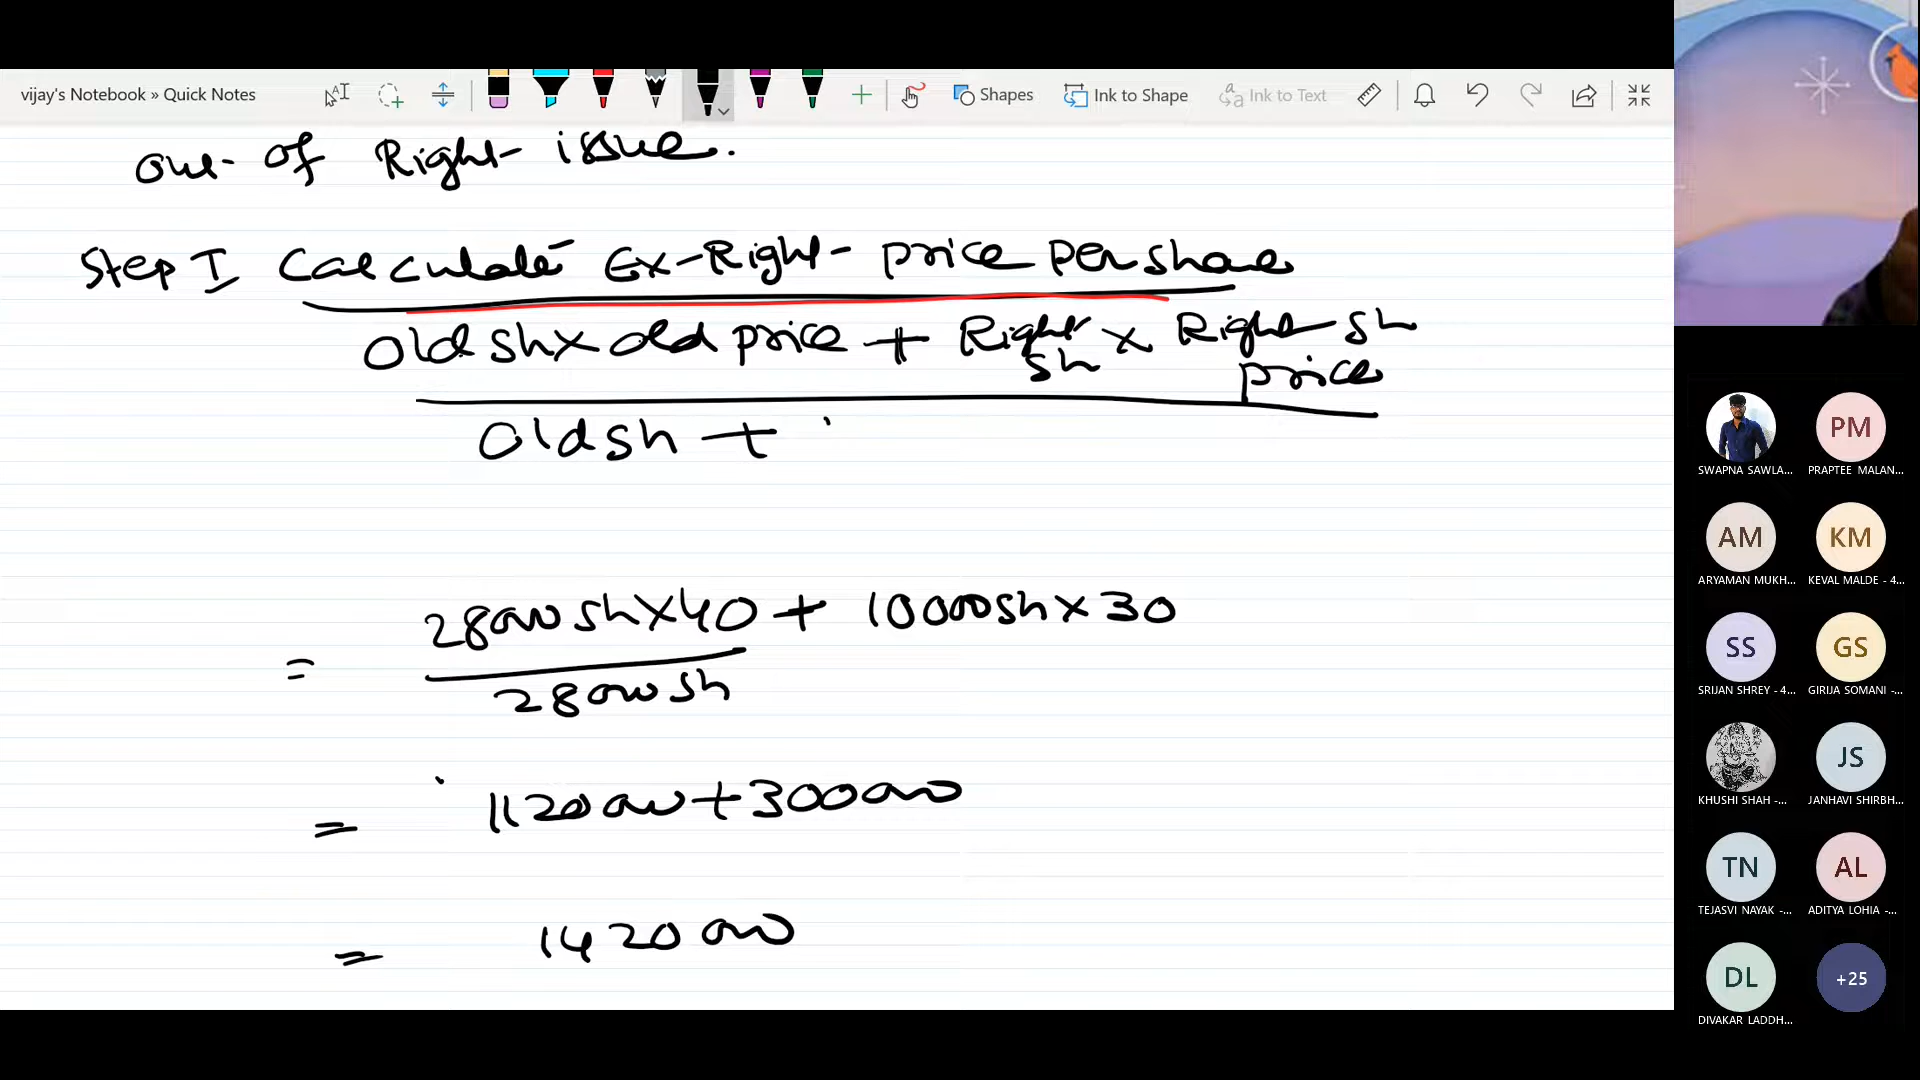 vijay's Notebook » Quick Notes
Shapes Ink to Shape Ink to Text
out of Right issue.
Step I Calculate Ex-Right- price per share
old sh x old price + Right sh x Right sh price
old sh +
= 28000 sh x 40 + 10000 sh x 30
28000 sh
= 1120000 + 300000
= 1420000
SWAPNA SAWLA...
PM
PRAPTEE MALAN...
AM
ARYAMAN MUKH...
KM
KEVAL MALDE - 4...
SS
SRIJAN SHREY - 4...
GS
GIRIJA SOMANI -...
KHUSHI SHAH -...
JS
JANHAVI SHIRBH...
TN
TEJASVI NAYAK -...
AL
ADITYA LOHIA -...
DL
DIVAKAR LADDH...
+25